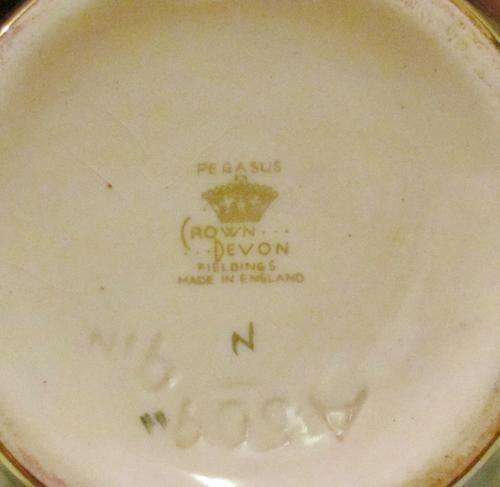 PEGASUS
CROWN...
...DEVON
FIELDINGS
MADE IN ENGLAND
N